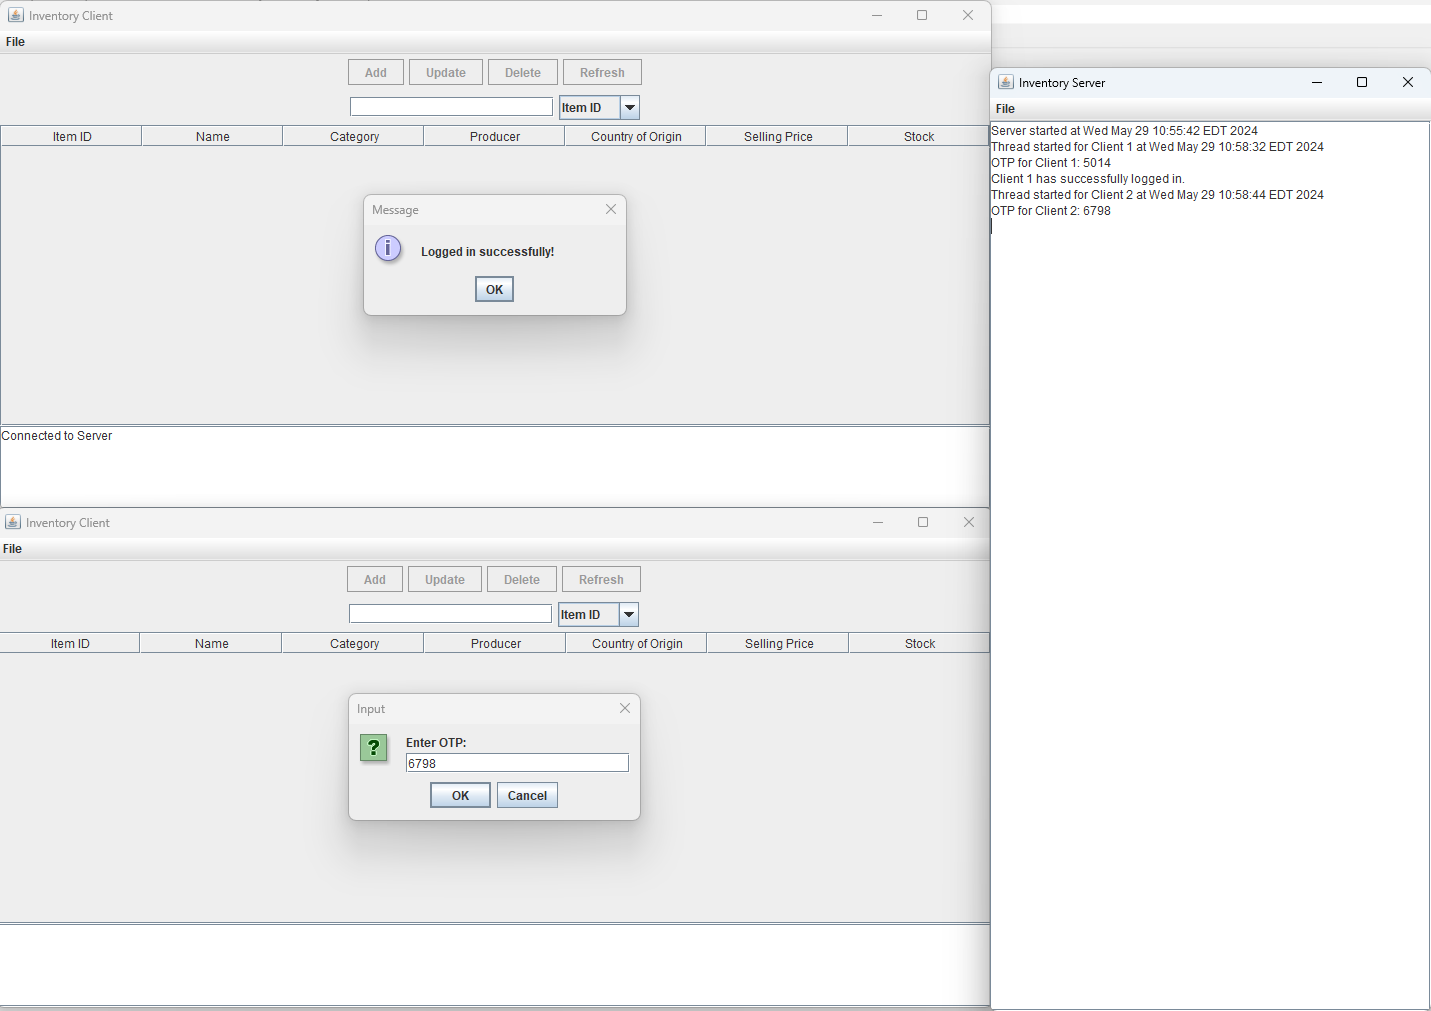 Inventory Client
File
Add Update Delete Refresh
Item ID
Item ID Name Category Producer Country of Origin Selling Price Stock
Message
i
Logged in successfully!
OK
Connected to Server
Inventory Client
File
Add Update Delete Refresh
Item ID
Item ID Name Category Producer Country of Origin Selling Price Stock
Input
?
Enter OTP:
6798
OK Cancel
Inventory Server
File
Server started at Wed May 29 10:55:42 EDT 2024
Thread started for Client 1 at Wed May 29 10:58:32 EDT 2024
OTP for Client 1: 5014
Client 1 has successfully logged in.
Thread started for Client 2 at Wed May 29 10:58:44 EDT 2024
OTP for Client 2: 6798